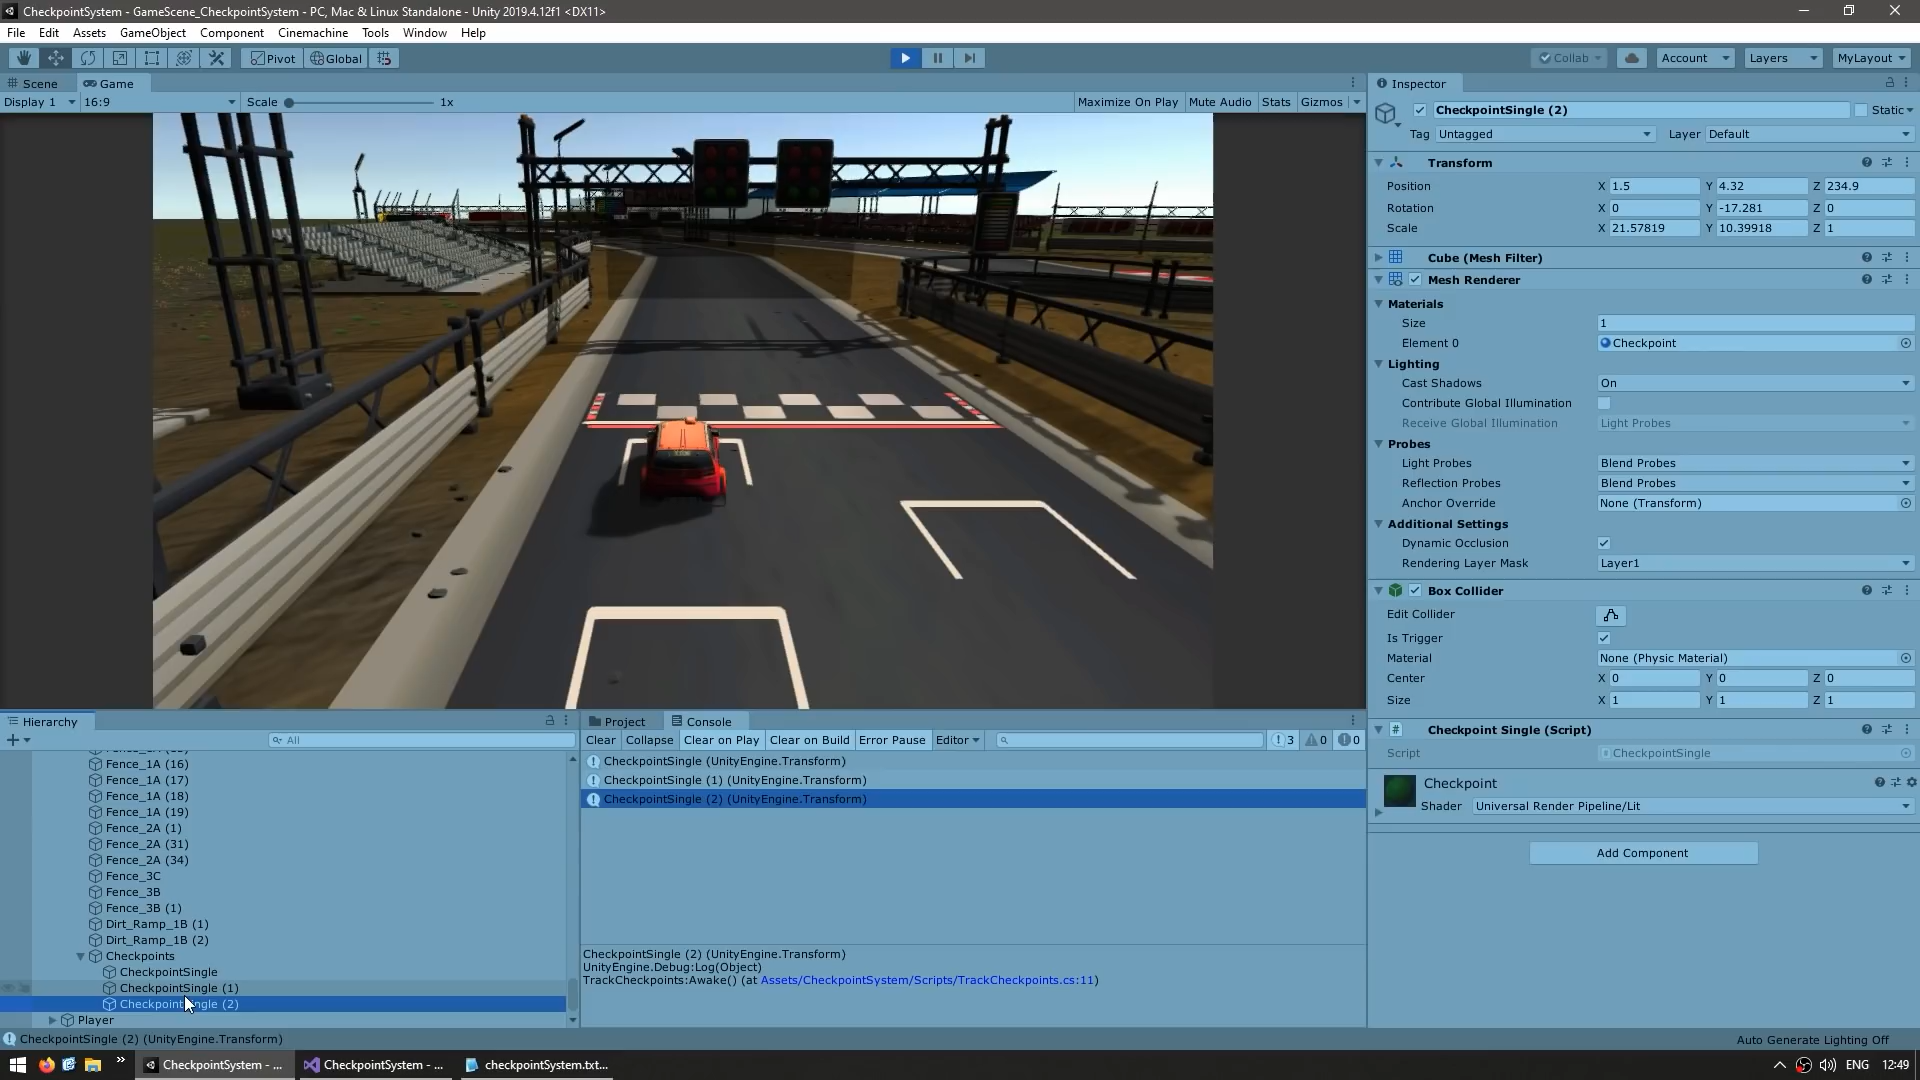 CheckpointSystem - GameScene_CheckpointSystem - PC, Mac & Linux Standalone - Unity 2019.4.12f1 <DX11>
File Edit Assets GameObject Component Cinemachine Tools Window Help
Pivot Global Collab Account Layers MyLayout
Scene Game
Display 1 16:9 Scale 1x Maximize On Play Mute Audio Stats Gizmos
Inspector
CheckpointSingle (2) Static
Tag Untagged Layer Default
Transform
Position X 1.5 Y 4.32 Z 234.9
Rotation X 0 Y -17.281 Z 0
Scale X 21.57819 Y 10.39918 Z 1
Cube (Mesh Filter)
Mesh Renderer
Materials
Size 1
Element 0 Checkpoint
Lighting
Cast Shadows On
Contribute Global Illumination
Receive Global Illumination Light Probes
Probes
Light Probes Blend Probes
Reflection Probes Blend Probes
Anchor Override None (Transform)
Additional Settings
Dynamic Occlusion
Rendering Layer Mask Layer1
Box Collider
Edit Collider
Is Trigger
Material None (Physic Material)
Center X 0 Y 0 Z 0
Size X 1 Y 1 Z 1
Checkpoint Single (Script)
Script CheckpointSingle
Checkpoint
Shader Universal Render Pipeline/Lit
Add Component
Hierarchy
All
Fence_1A (16)
Fence_1A (17)
Fence_1A (18)
Fence_1A (19)
Fence_2A (1)
Fence_2A (31)
Fence_2A (34)
Fence_3C
Fence_3B
Fence_3B (1)
Dirt_Ramp_1B (1)
Dirt_Ramp_1B (2)
Checkpoints
CheckpointSingle
CheckpointSingle (1)
CheckpointSingle (2)
Player
Project Console
Clear Collapse Clear on Play Clear on Build Error Pause Editor 3 0 0
CheckpointSingle (UnityEngine.Transform)
CheckpointSingle (1) (UnityEngine.Transform)
CheckpointSingle (2) (UnityEngine.Transform)
CheckpointSingle (2) (UnityEngine.Transform)
UnityEngine.Debug:Log(Object)
TrackCheckpoints:Awake() (at Assets/CheckpointSystem/Scripts/TrackCheckpoints.cs:11)
CheckpointSingle (2) (UnityEngine.Transform) Auto Generate Lighting Off
CheckpointSystem - ... CheckpointSystem - ... checkpointSystem.txt... ENG 12:49